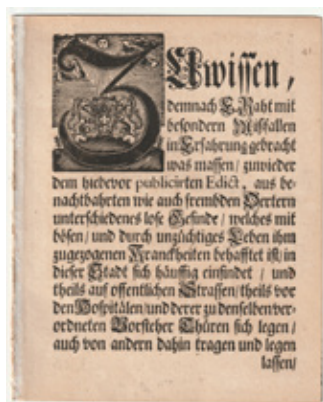 ZUwissen,
demnach E. Raht mit
besondern Mißfallen
in Erfahrung gebracht
was massen / zuwieder
dem hiebevor publicirten Edict, aus be-
nachbahrten wie auch frembden Oertern
unterschiedenes lose Gesinde / welches mit
bösen / und durch unzüchtiges Leben ihm
zugezogenen Kranckheiten behafftet ist / in
dieser Stadt sich häuffig einfindet / und
theils auf offentlichen Strassen / theils vor
den Hospitälen / und derer zu denselben ver-
ordneten Vorsteher Thüren sich legen /
auch von andern dahin tragen und legen
lassen /